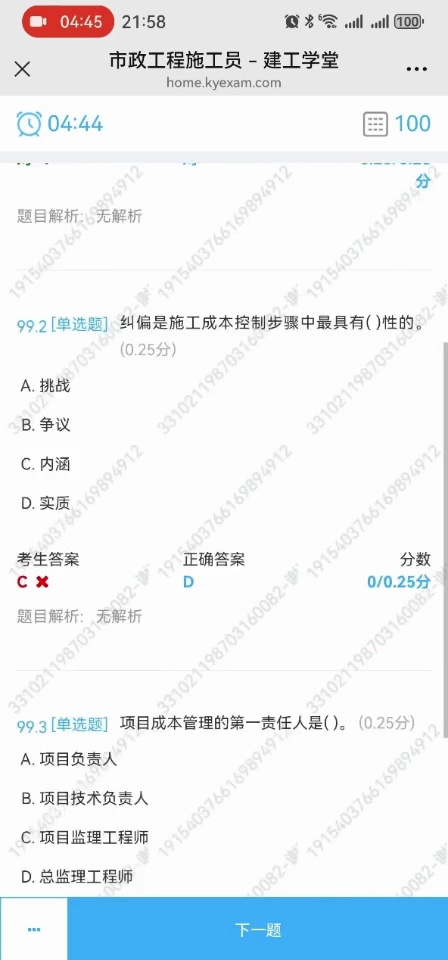 04:45 21:58 100
市政工程施工员 – 建工学堂
home.kyexam.com
04:44 100
分
题目解析: 无解析
99.2 [单选题] 纠偏是施工成本控制步骤中最具有( )性的。
(0.25分)
A. 挑战
B. 争议
C. 内涵
D. 实质
考生答案 正确答案 分数
C D 0/0.25分
题目解析: 无解析
99.3 [单选题] 项目成本管理的第一责任人是( )。 (0.25分)
A. 项目负责人
B. 项目技术负责人
C. 项目监理工程师
D. 总监理工程师
下一题